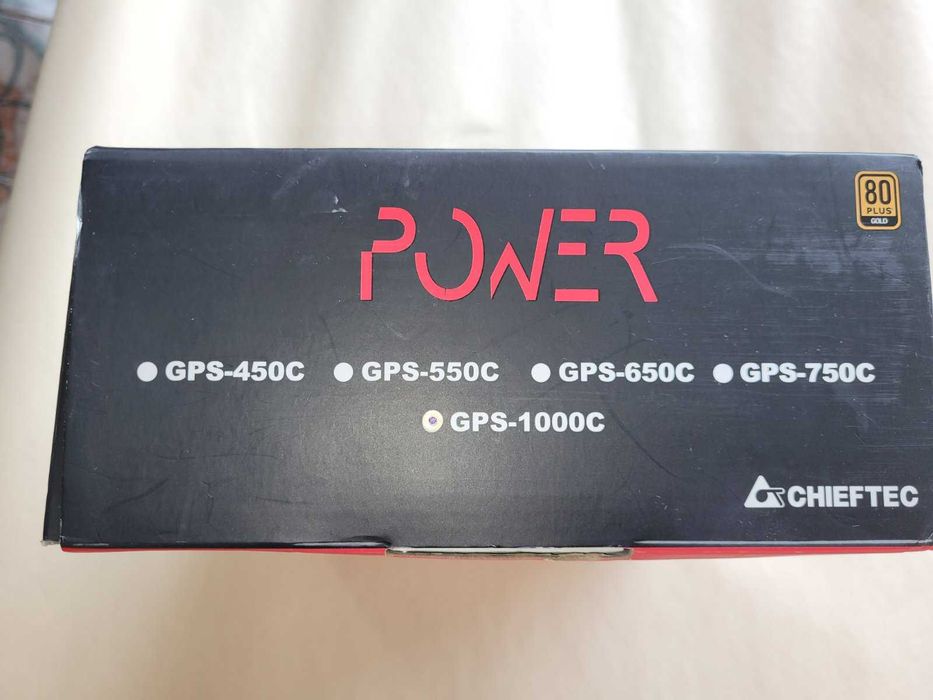 80
PLUS
GOLD
POWER
GPS-450C GPS-550C GPS-650C GPS-750C
GPS-1000C
CHIEFTEC